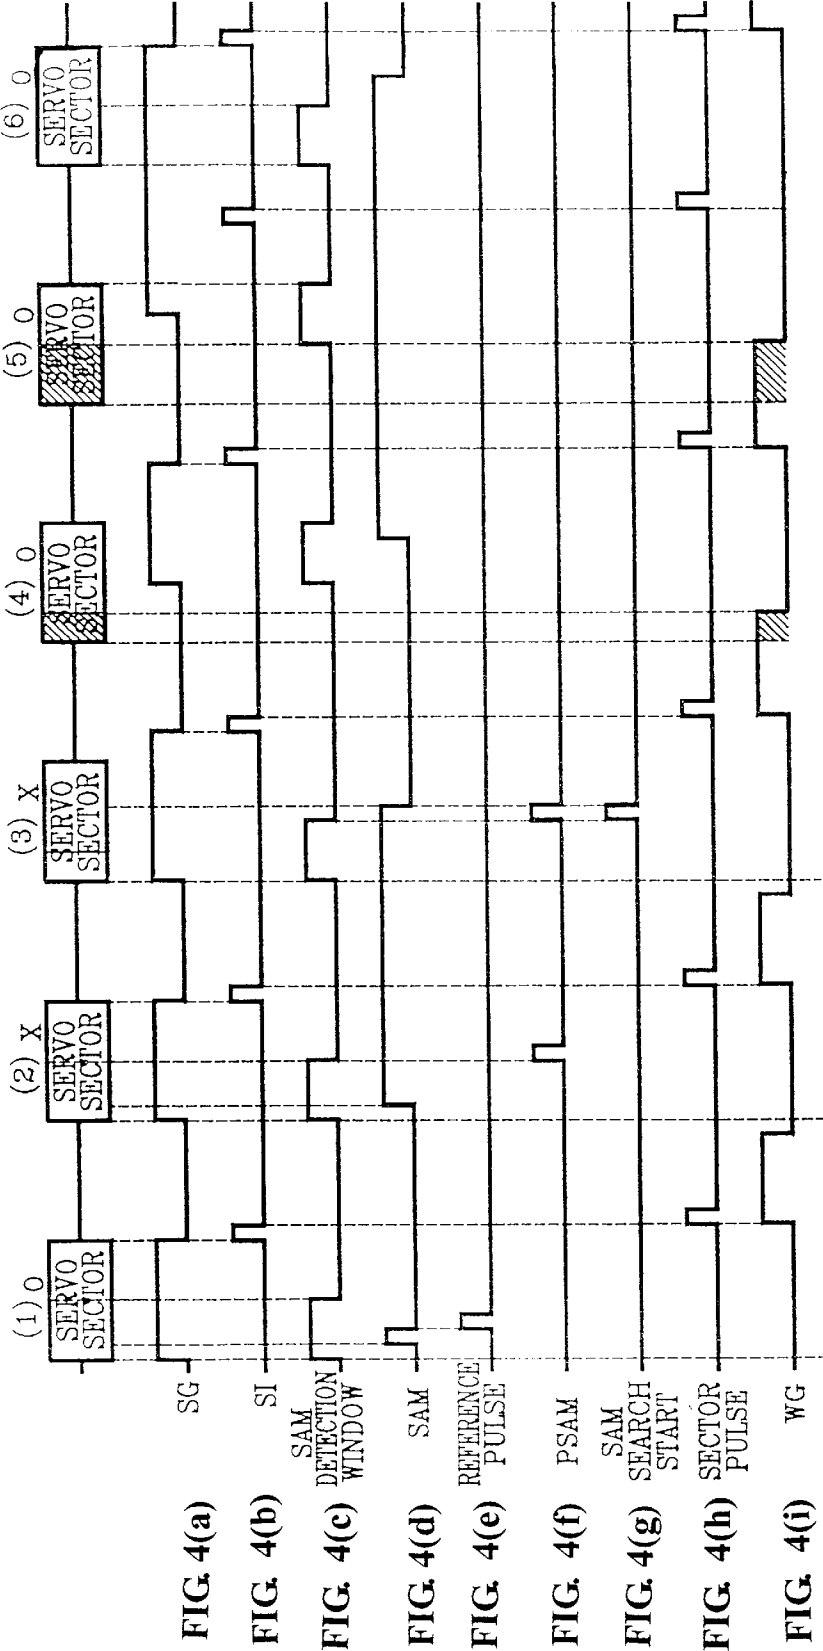 (1) O
SERVO
SECTOR
(2) X
SERVO
SECTOR
(3) X
SERVO
SECTOR
(4) O
SERVO
SECTOR
(5) O
SERVO
SECTOR
(6) O
SERVO
SECTOR
FIG. 4(a)
SG
FIG. 4(b)
SI
FIG. 4(c)
SAM
DETECTION
WINDOW
FIG. 4(d)
SAM
FIG. 4(e)
REFERENCE
PULSE
FIG. 4(f)
PSAM
FIG. 4(g)
SAM
SEARCH
START
FIG. 4(h)
SECTOR
PULSE
FIG. 4(i)
WG